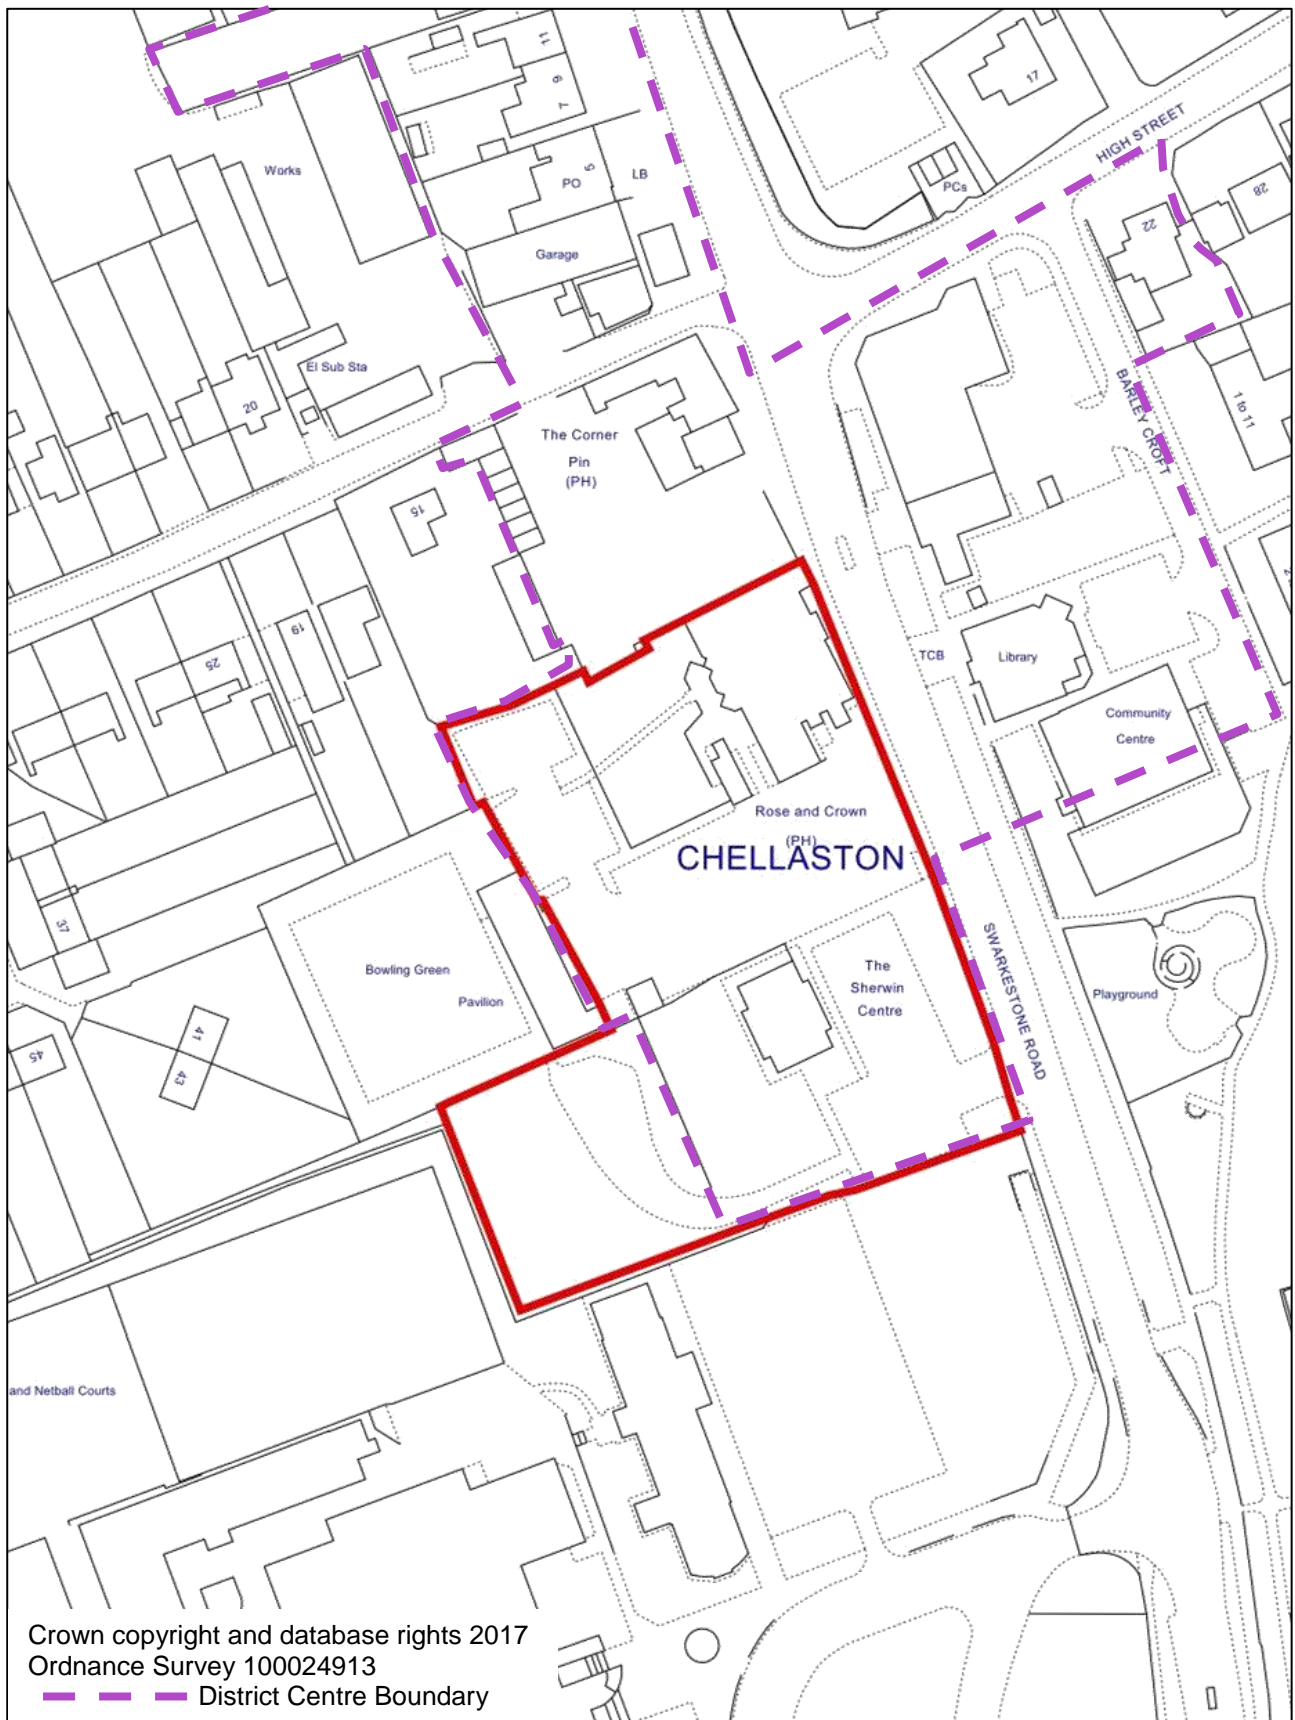 11
9
7
17
HIGH STREET
Works
5
PO
LB
PCs
28
22
Garage
El Sub Sta
20
BARLEY CROFT
1 to 11
The Corner
Pin
(PH)
15
19
25
TCB
Library
Community
Centre
Rose and Crown
(PH)
CHELLASTON
37
Bowling Green
Pavilion
The
Sherwin
Centre
SWARKESTONE ROAD
Playground
41
43
45
and Netball Courts
Crown copyright and database rights 2017
Ordnance Survey 100024913
District Centre Boundary